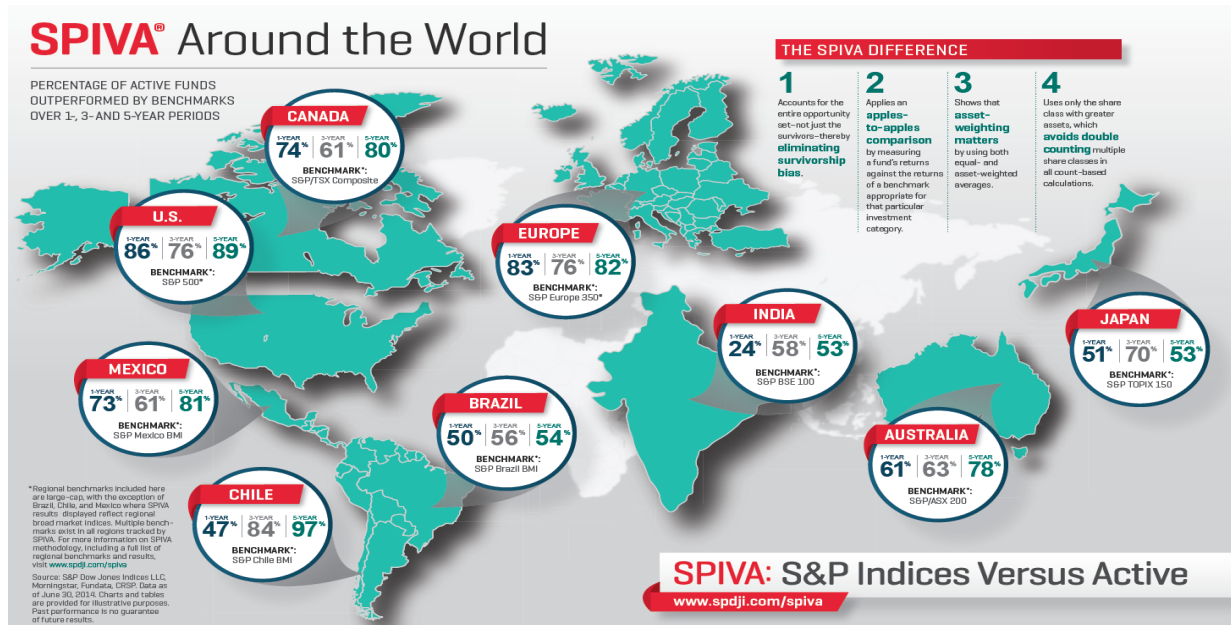 SPIVA® Around the World
PERCENTAGE OF ACTIVE FUNDS
OUTPERFORMED BY BENCHMARKS
OVER 1-, 3- AND 5-YEAR PERIODS
THE SPIVA DIFFERENCE
1
Accounts for the
entire opportunity
set–not just the
survivors–thereby
eliminating
survivorship
bias.
2
Applies an
apples-
to-apples
comparison
by measuring
a fund's returns
against the returns
of a benchmark
appropriate for
that particular
investment
category.
3
Shows that
asset-
weighting
matters
by using both
equal- and
asset-weighted
averages.
4
Uses only the share
class with greater
assets, which
avoids double
counting multiple
share classes in
all count-based
calculations.
CANADA
1-YEAR 3-YEAR 5-YEAR
74% 61% 80%
BENCHMARK*:
S&P/TSX Composite
U.S.
1-YEAR 3-YEAR 5-YEAR
86% 76% 89%
BENCHMARK*:
S&P 500®
EUROPE
1-YEAR 3-YEAR 5-YEAR
83% 76% 82%
BENCHMARK*:
S&P Europe 350®
INDIA
1-YEAR 3-YEAR 5-YEAR
24% 58% 53%
BENCHMARK*:
S&P BSE 100
JAPAN
1-YEAR 3-YEAR 5-YEAR
51% 70% 53%
BENCHMARK*:
S&P TOPIX 150
MEXICO
1-YEAR 3-YEAR 5-YEAR
73% 61% 81%
BENCHMARK*:
S&P Mexico BMI
BRAZIL
1-YEAR 3-YEAR 5-YEAR
50% 56% 54%
BENCHMARK*:
S&P Brazil BMI
AUSTRALIA
1-YEAR 3-YEAR 5-YEAR
61% 63% 78%
BENCHMARK*:
S&P/ASX 200
CHILE
1-YEAR 3-YEAR 5-YEAR
47% 84% 97%
BENCHMARK*:
S&P Chile BMI
*Regional benchmarks included here
are large-cap, with the exception of
Brazil, Chile, and Mexico where SPIVA
results displayed reflect regional
broad market indices. Multiple bench-
marks exist in all regions tracked by
SPIVA. For more information on SPIVA
methodology, including a full list of
regional benchmarks and results,
visit www.spdji.com/spiva
Source: S&P Dow Jones Indices LLC,
Morningstar, Fundata, CRSP. Data as
of June 30, 2014. Charts and tables
are provided for illustrative purposes.
Past performance is no guarantee
of future results.
SPIVA: S&P Indices Versus Active
www.spdji.com/spiva